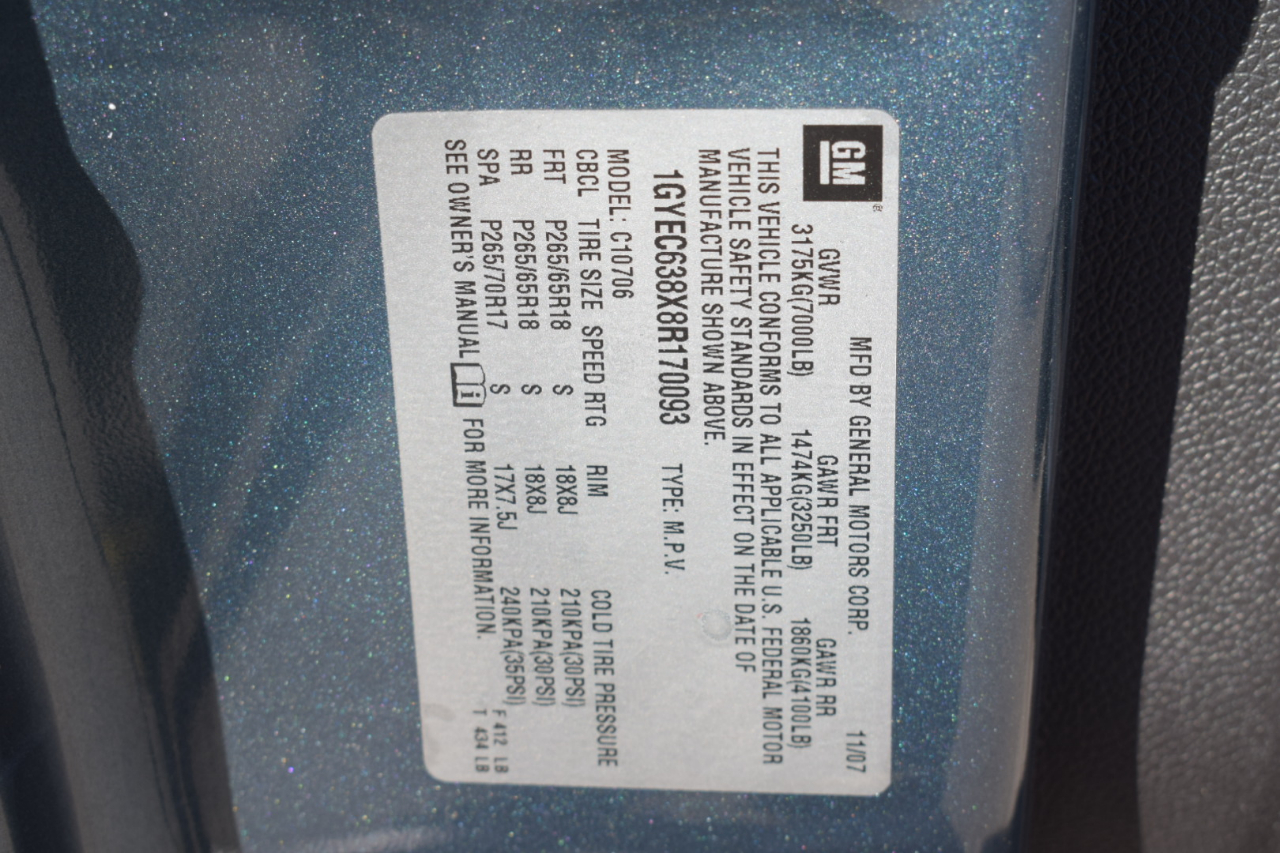 GM®
MFD BY GENERAL MOTORS CORP. 11/07
GVWR GAWR FRT GAWR RR
3175KG(7000LB) 1474KG(3250LB) 1860KG(4100LB)
THIS VEHICLE CONFORMS TO ALL APPLICABLE U.S. FEDERAL MOTOR
VEHICLE SAFETY STANDARDS IN EFFECT ON THE DATE OF
MANUFACTURE SHOWN ABOVE.
1GYEC638X8R170093 TYPE: M.P.V.
MODEL: C10706
CBCL TIRE SIZE SPEED RTG RIM COLD TIRE PRESSURE
FRT P265/65R18 S 18X8J 210KPA(30PSI)
RR P265/65R18 S 18X8J 210KPA(30PSI)
SPA P265/70R17 S 17X7.5J 240KPA(35PSI)
SEE OWNER'S MANUAL i FOR MORE INFORMATION.
F 412 LB
T 434 LB